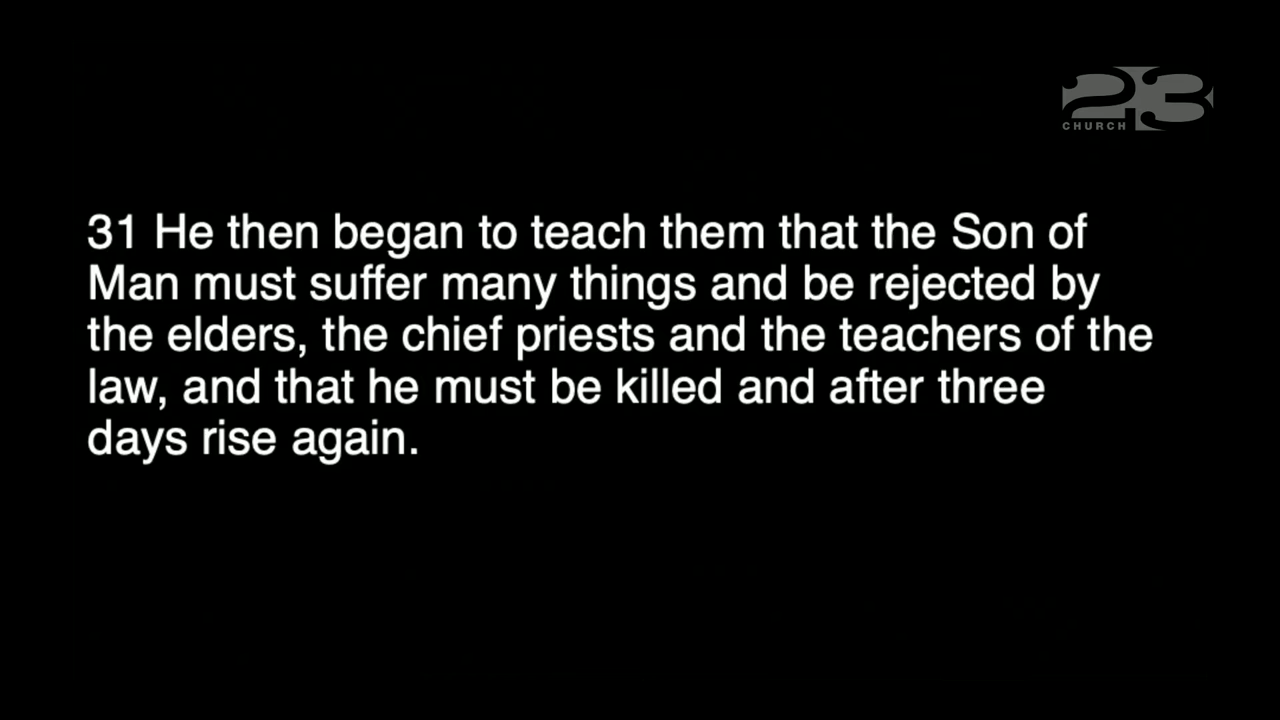 213
CHURCH
31 He then began to teach them that the Son of
Man must suffer many things and be rejected by
the elders, the chief priests and the teachers of the
law, and that he must be killed and after three
days rise again.